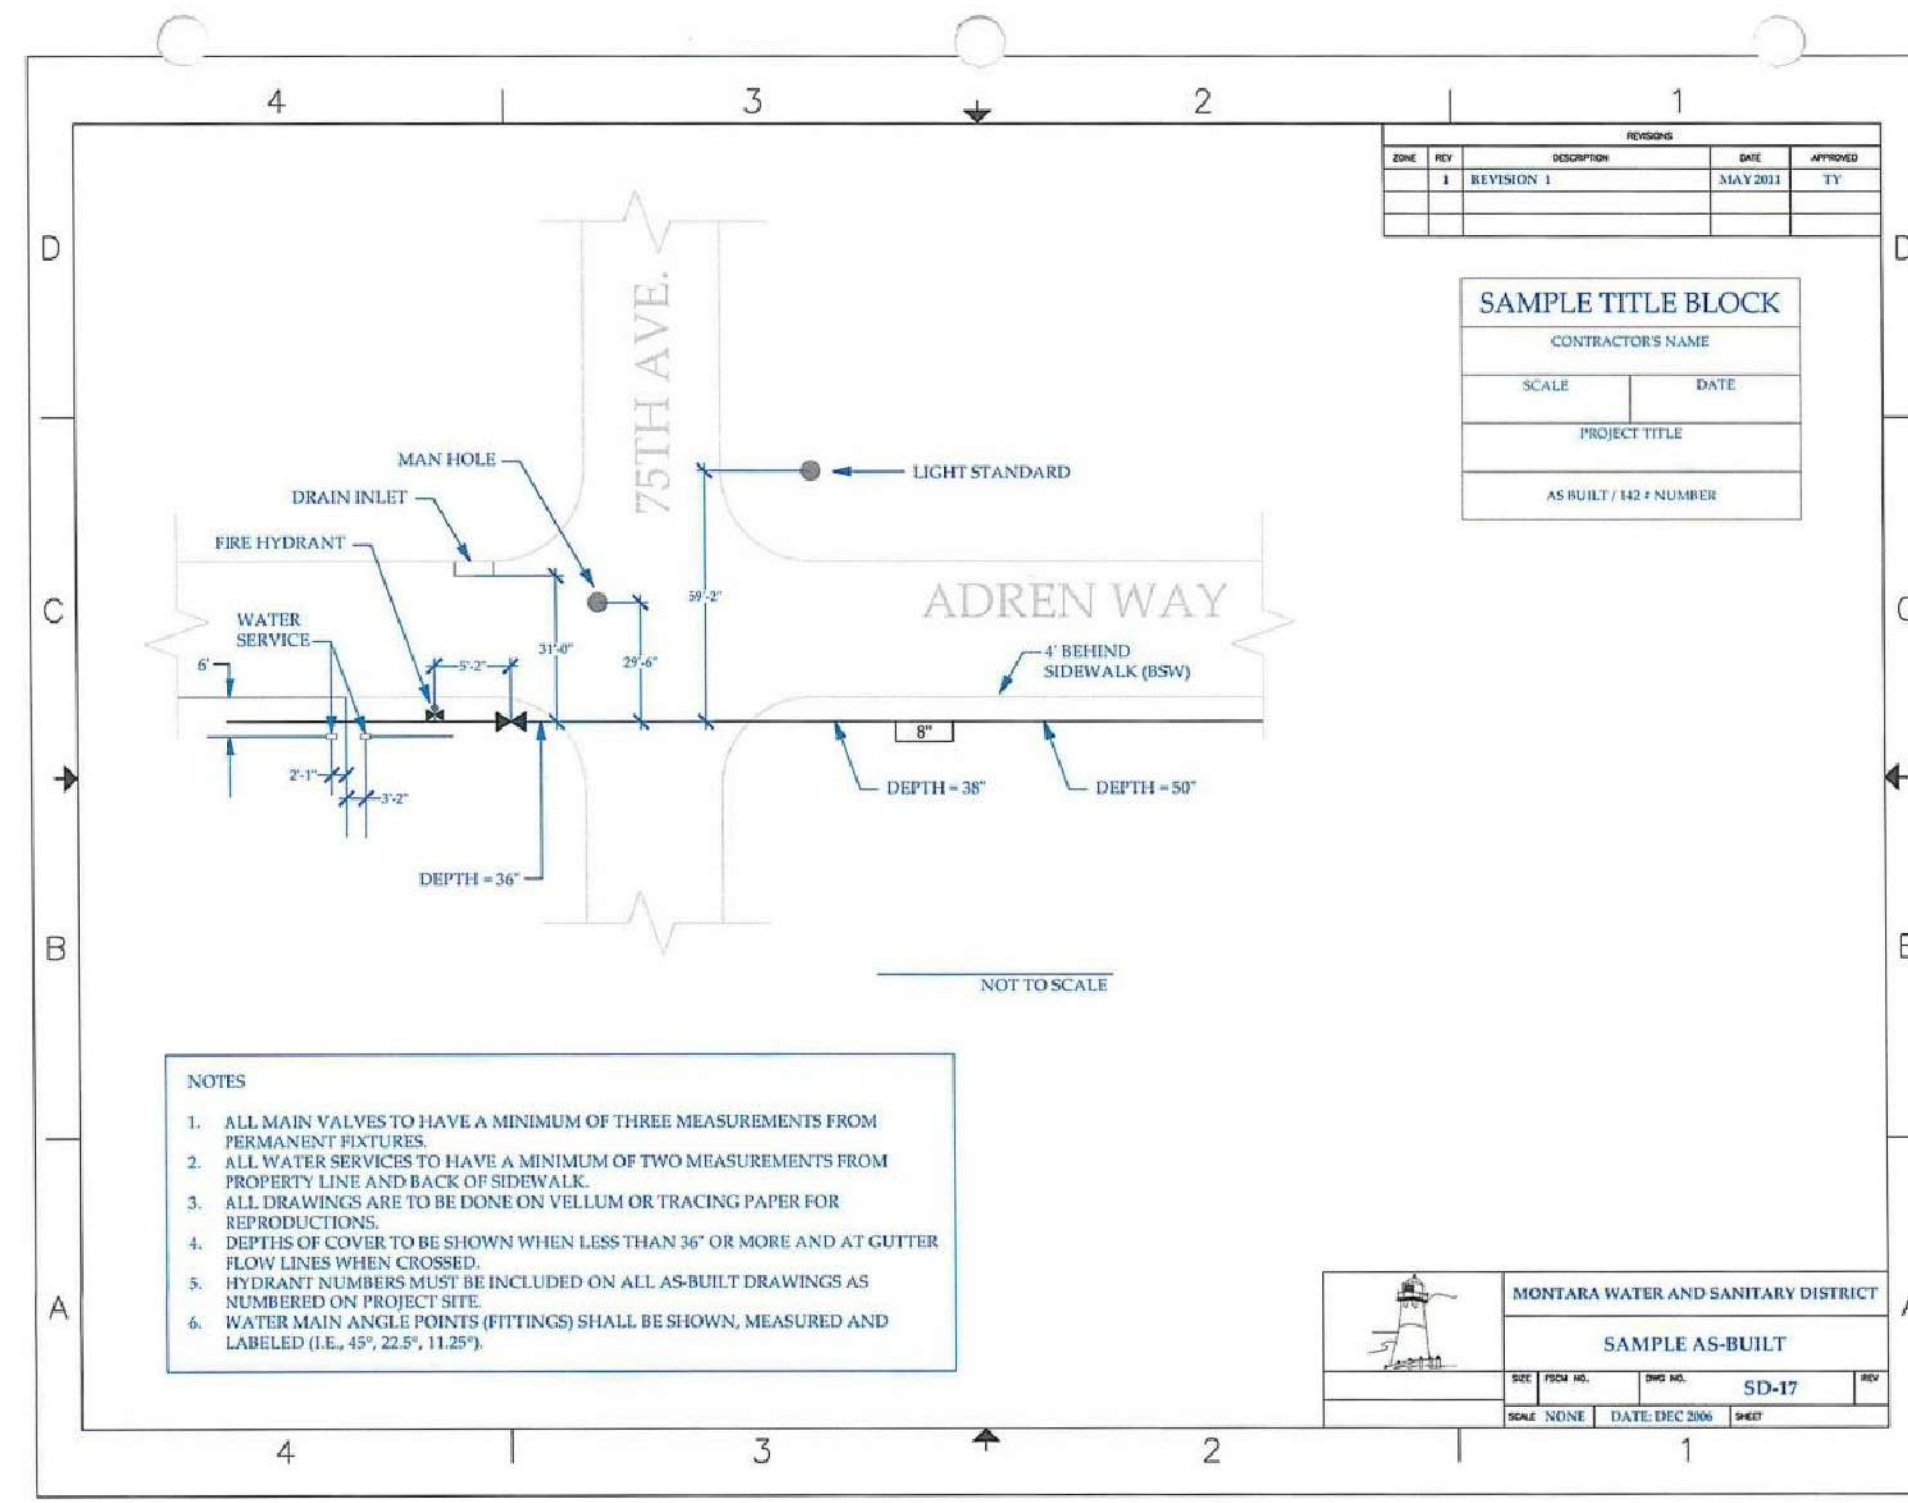 4 3 2 1
REVISIONS
ZONE REV DESCRIPTION DATE APPROVED
1 REVISION 1 MAY 2011 TY
D D
SAMPLE TITLE BLOCK
CONTRACTOR'S NAME
SCALE DATE
PROJECT TITLE
AS BUILT / 142 # NUMBER
75TH AVE.
MAN HOLE
LIGHT STANDARD
DRAIN INLET
FIRE HYDRANT
C C
ADREN WAY
59'-2"
WATER
SERVICE
31'-0"
29'-6"
5'-2"
6'
4' BEHIND
SIDEWALK (BSW)
8"
2'-1"
3'-2"
DEPTH = 38"
DEPTH = 50"
DEPTH = 36"
B
NOT TO SCALE
NOTES
1. ALL MAIN VALVES TO HAVE A MINIMUM OF THREE MEASUREMENTS FROM
PERMANENT FIXTURES.
2. ALL WATER SERVICES TO HAVE A MINIMUM OF TWO MEASUREMENTS FROM
PROPERTY LINE AND BACK OF SIDEWALK.
3. ALL DRAWINGS ARE TO BE DONE ON VELLUM OR TRACING PAPER FOR
REPRODUCTIONS.
4. DEPTHS OF COVER TO BE SHOWN WHEN LESS THAN 36" OR MORE AND AT GUTTER
FLOW LINES WHEN CROSSED.
5. HYDRANT NUMBERS MUST BE INCLUDED ON ALL AS-BUILT DRAWINGS AS
NUMBERED ON PROJECT SITE.
6. WATER MAIN ANGLE POINTS (FITTINGS) SHALL BE SHOWN, MEASURED AND
LABELED (I.E., 45°, 22.5°, 11.25°).
A
MONTARA WATER AND SANITARY DISTRICT
SAMPLE AS-BUILT
SIZE FSCM NO. DWG NO. SD-17 REV
SCALE NONE DATE: DEC 2006 SHEET
4 3 2 1